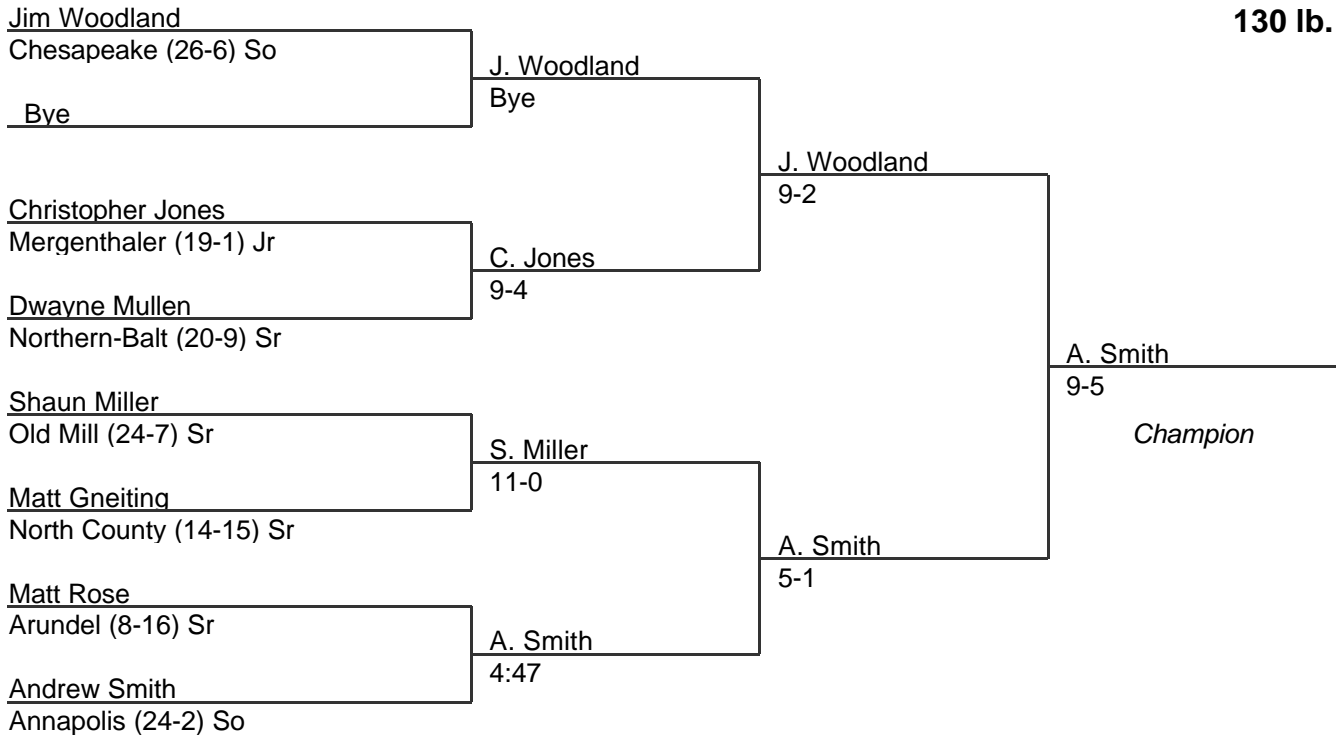 130 lb.
Jim Woodland
Chesapeake (26-6) So
Bye
Christopher Jones
Mergenthaler (19-1) Jr
Dwayne Mullen
Northern-Balt (20-9) Sr
Shaun Miller
Old Mill (24-7) Sr
Matt Gneiting
North County (14-15) Sr
Matt Rose
Arundel (8-16) Sr
Andrew Smith
Annapolis (24-2) So
J. Woodland
Bye
C. Jones
9-4
S. Miller
11-0
A. Smith
4:47
J. Woodland
9-2
A. Smith
5-1
A. Smith
9-5
Champion